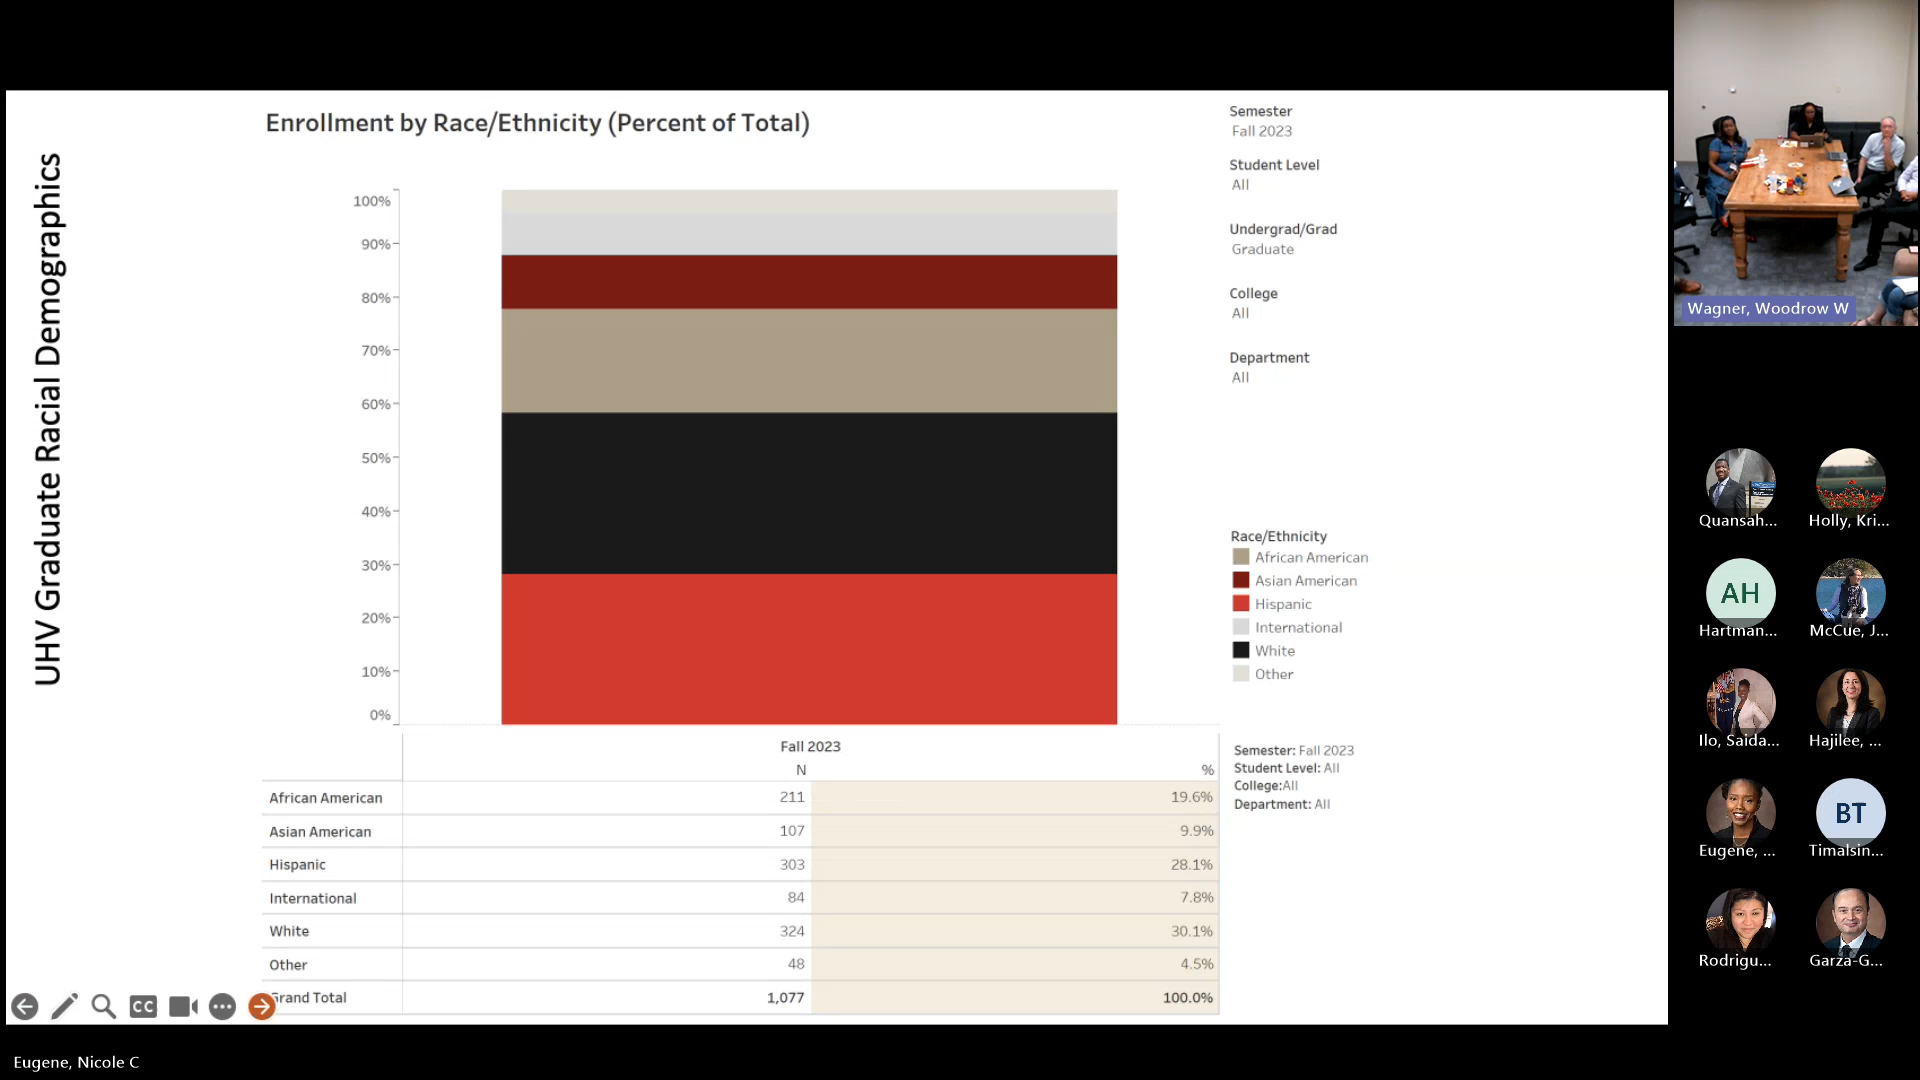 UHV Graduate Racial Demographics
Enrollment by Race/Ethnicity (Percent of Total)
100%
90%
80%
70%
60%
50%
40%
30%
20%
10%
0%
Semester
Fall 2023
Student Level
All
Undergrad/Grad
Graduate
College
All
Department
All
Race/Ethnicity
African American
Asian American
Hispanic
International
White
Other
Fall 2023
N %
African American 211 19.6%
Asian American 107 9.9%
Hispanic 303 28.1%
International 84 7.8%
White 324 30.1%
Other 48 4.5%
Grand Total 1,077 100.0%
Semester: Fall 2023
Student Level: All
College:All
Department: All
CC
Eugene, Nicole C
Wagner, Woodrow W
Quansah... Holly, Kri...
AH
Hartman... McCue, J...
Ilo, Saida... Hajilee, ...
BT
Eugene, ... Timalsin...
Rodrigu... Garza-G...